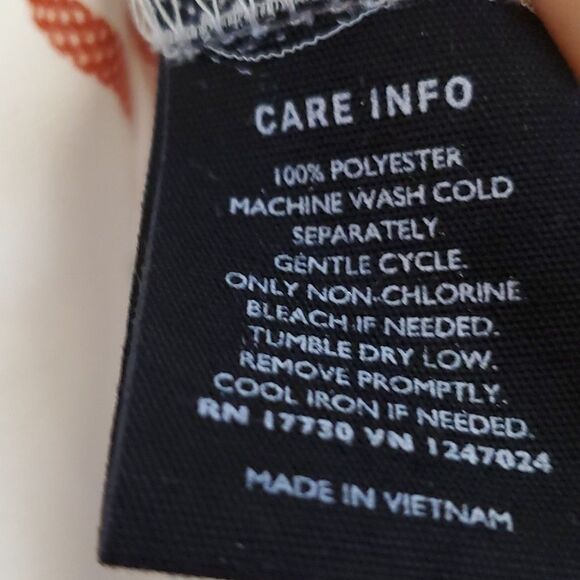 CARE INFO
100% POLYESTER
MACHINE WASH COLD
SEPARATELY.
GENTLE CYCLE.
ONLY NON-CHLORINE
BLEACH IF NEEDED.
TUMBLE DRY LOW.
REMOVE PROMPTLY.
COOL IRON IF NEEDED.
RN 17730 VN 1247024
MADE IN VIETNAM